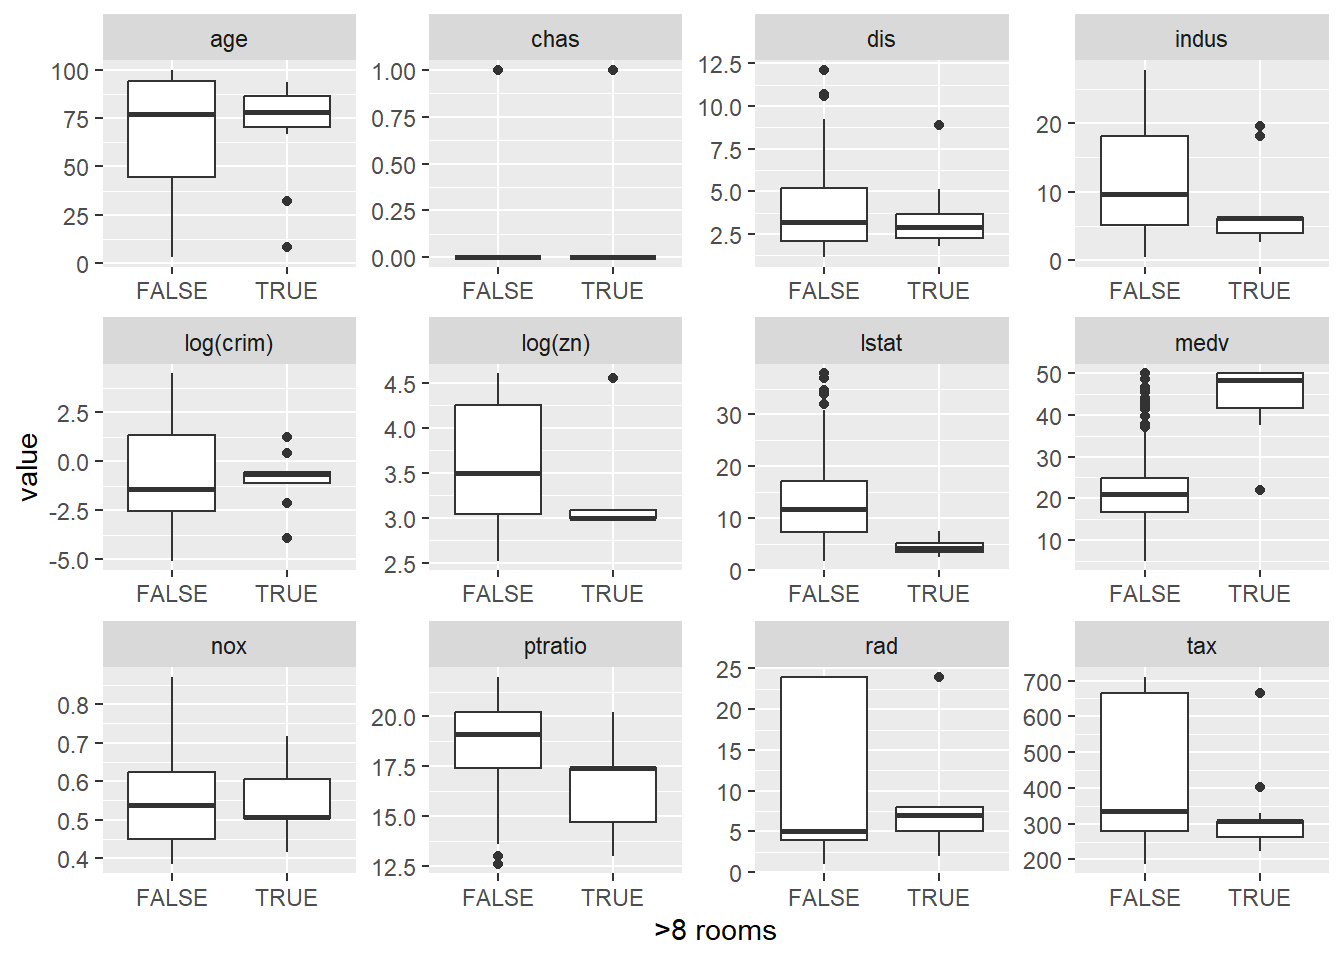 age chas dis indus
100 1.00 12.5
75 0.75 10.0 20
50 0.50 7.5
25 0.25 5.0 10
0 0.00 2.5 0
FALSE TRUE FALSE TRUE FALSE TRUE FALSE TRUE
log(crim) log(zn) lstat medv
2.5 4.5 30 50
0.0 4.0 20 40
-2.5 3.5 10 30
-5.0 3.0 0 20
2.5 10
FALSE TRUE FALSE TRUE FALSE TRUE FALSE TRUE
value
nox ptratio rad tax
0.8 20.0 25 700
0.7 17.5 20 600
0.6 15.0 15 500
0.5 12.5 10 400
0.4 5 300
0 200
FALSE TRUE FALSE TRUE FALSE TRUE FALSE TRUE
>8 rooms